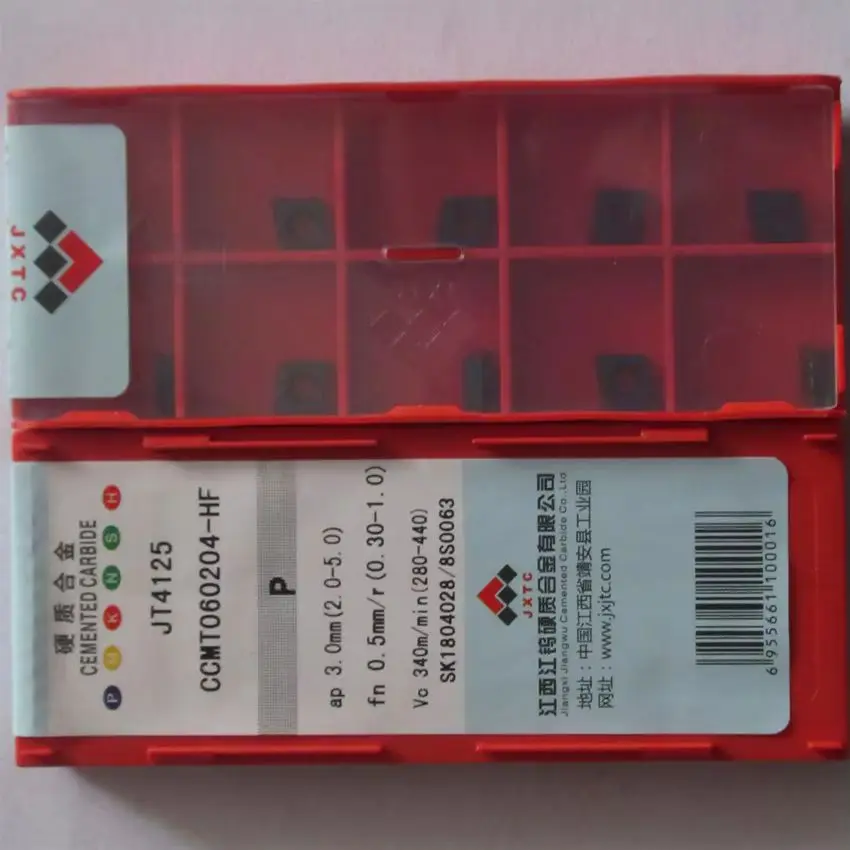 JXTC
硬质合金
CEMENTED CARBIDE
P M K N S H
JT4125
CCMT060204-HF
P
ap 3.0mm(2.0-5.0)
fn 0.5mm/r(0.30-1.0)
Vc 340m/min(280-440)
SK1804028/8S0063
JXTC
江西江钨硬质合金有限公司
Jiangxi Jiangwu Cemented Carbide Co.,Ltd
地址：中国江西省靖安县工业园
网址：www.jxjtc.com
6955661100016